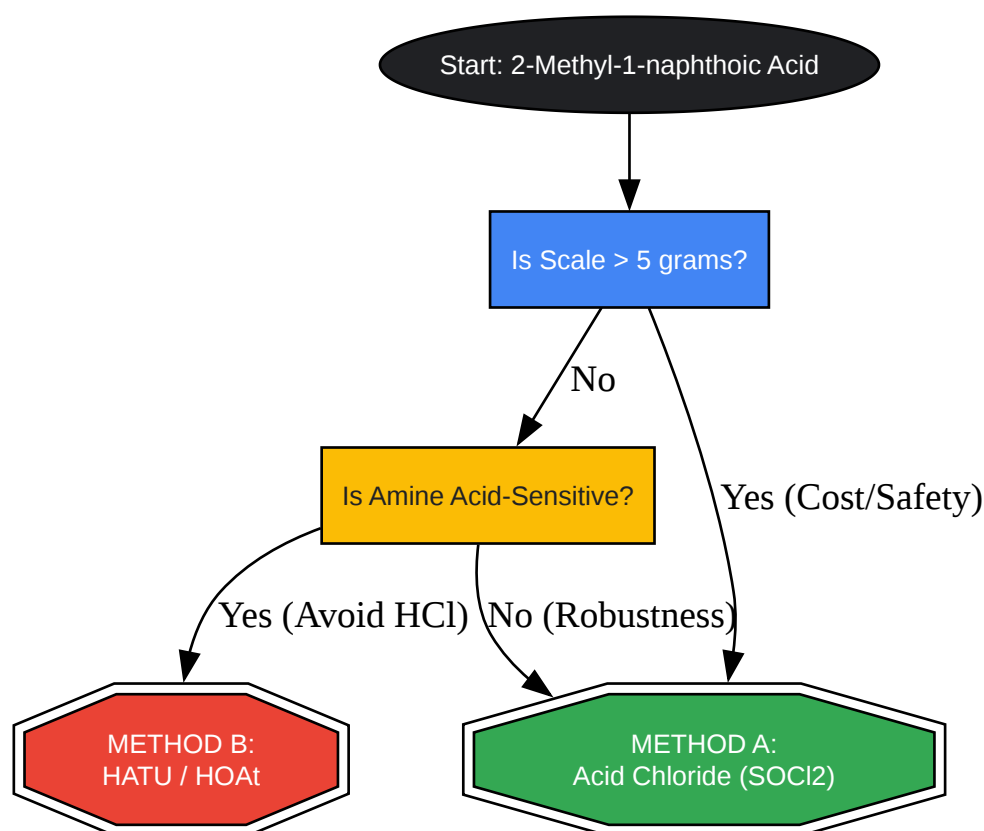 Start: 2-Methyl-1-naphthoic Acid
Is Scale > 5 grams?
No
Is Amine Acid-Sensitive?
Yes (Cost/Safety)
Yes (Avoid HCl)
No (Robustness)
METHOD B:
HATU / HOAt
METHOD A:
Acid Chloride (SOCl2)